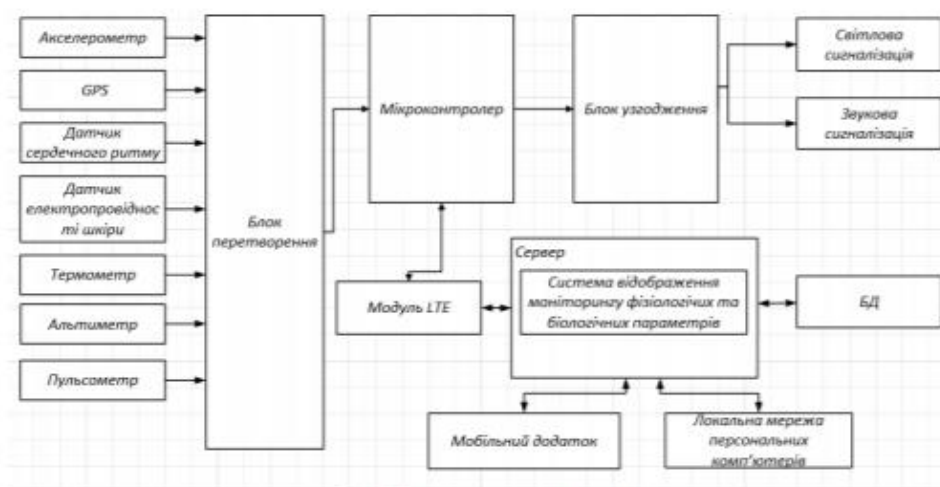 Акселерометр
GPS
Датчик
сердечного ритму
Датчик
електропровіднос
ті шкіри
Термометр
Альтиметр
Пульсометр
Блок
перетворення
Мікроконтролер
Блок узгодження
Світлова
сигналізація
Звукова
сигналізація
Модуль LTE
Сервер
Система відображення
моніторингу фізіологічих та
біологічних параметрів
БД
Мобільний додаток
Локальна мережа
персональних
комп'ютерів